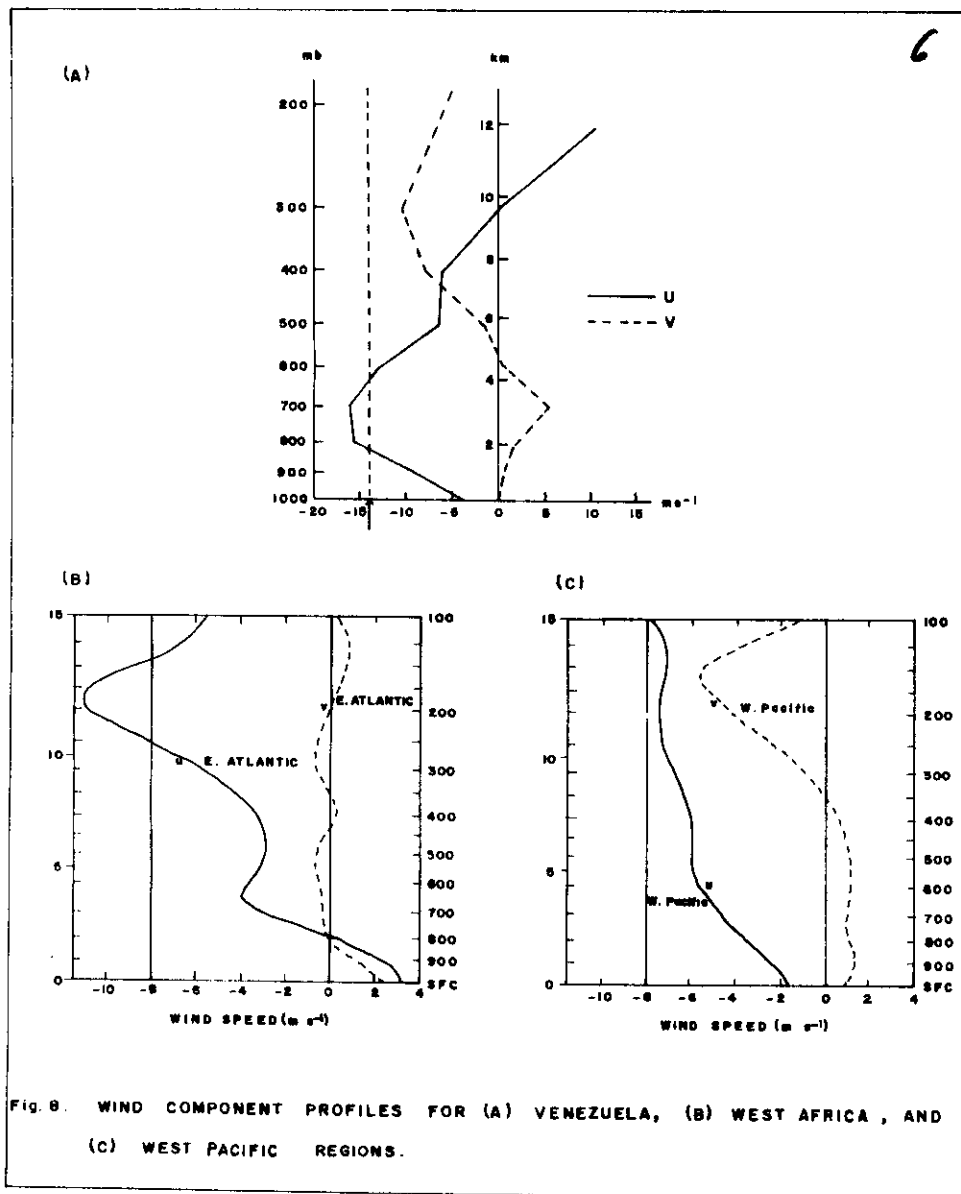 6
(A)
mb
km
200
300
400
500
600
700
800
900
1000
12
10
8
6
4
2
-20 -15 -10 -5 0 5 10 15 m s⁻¹
U
V
(B)
15
10
5
0
100
200
300
400
500
600
700
800
900
SFC
v E. ATLANTIC
u E. ATLANTIC
-10 -8 -6 -4 -2 0 2 4
WIND SPEED (m s⁻¹)
(C)
15
10
5
0
100
200
300
400
500
600
700
800
900
SFC
v W. Pacific
u
W. Pacific
-10 -8 -6 -4 -2 0 2 4
WIND SPEED (m s⁻¹)
Fig. 8. WIND COMPONENT PROFILES FOR (A) VENEZUELA, (B) WEST AFRICA, AND
(C) WEST PACIFIC REGIONS.